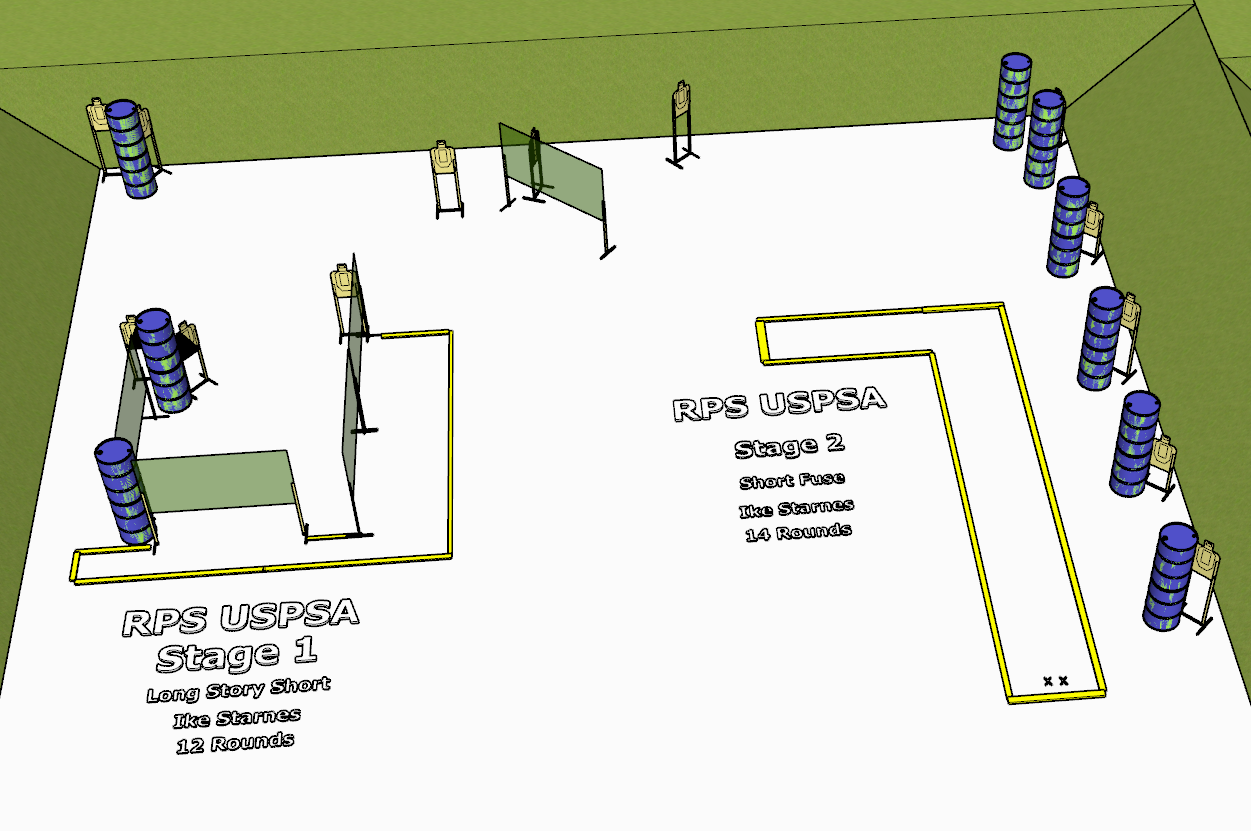 RPS USPSA
Stage 1
Long Story Short
Ike Starnes
12 Rounds
RPS USPSA
Stage 2
Short Fuse
Ike Starnes
14 Rounds
X X